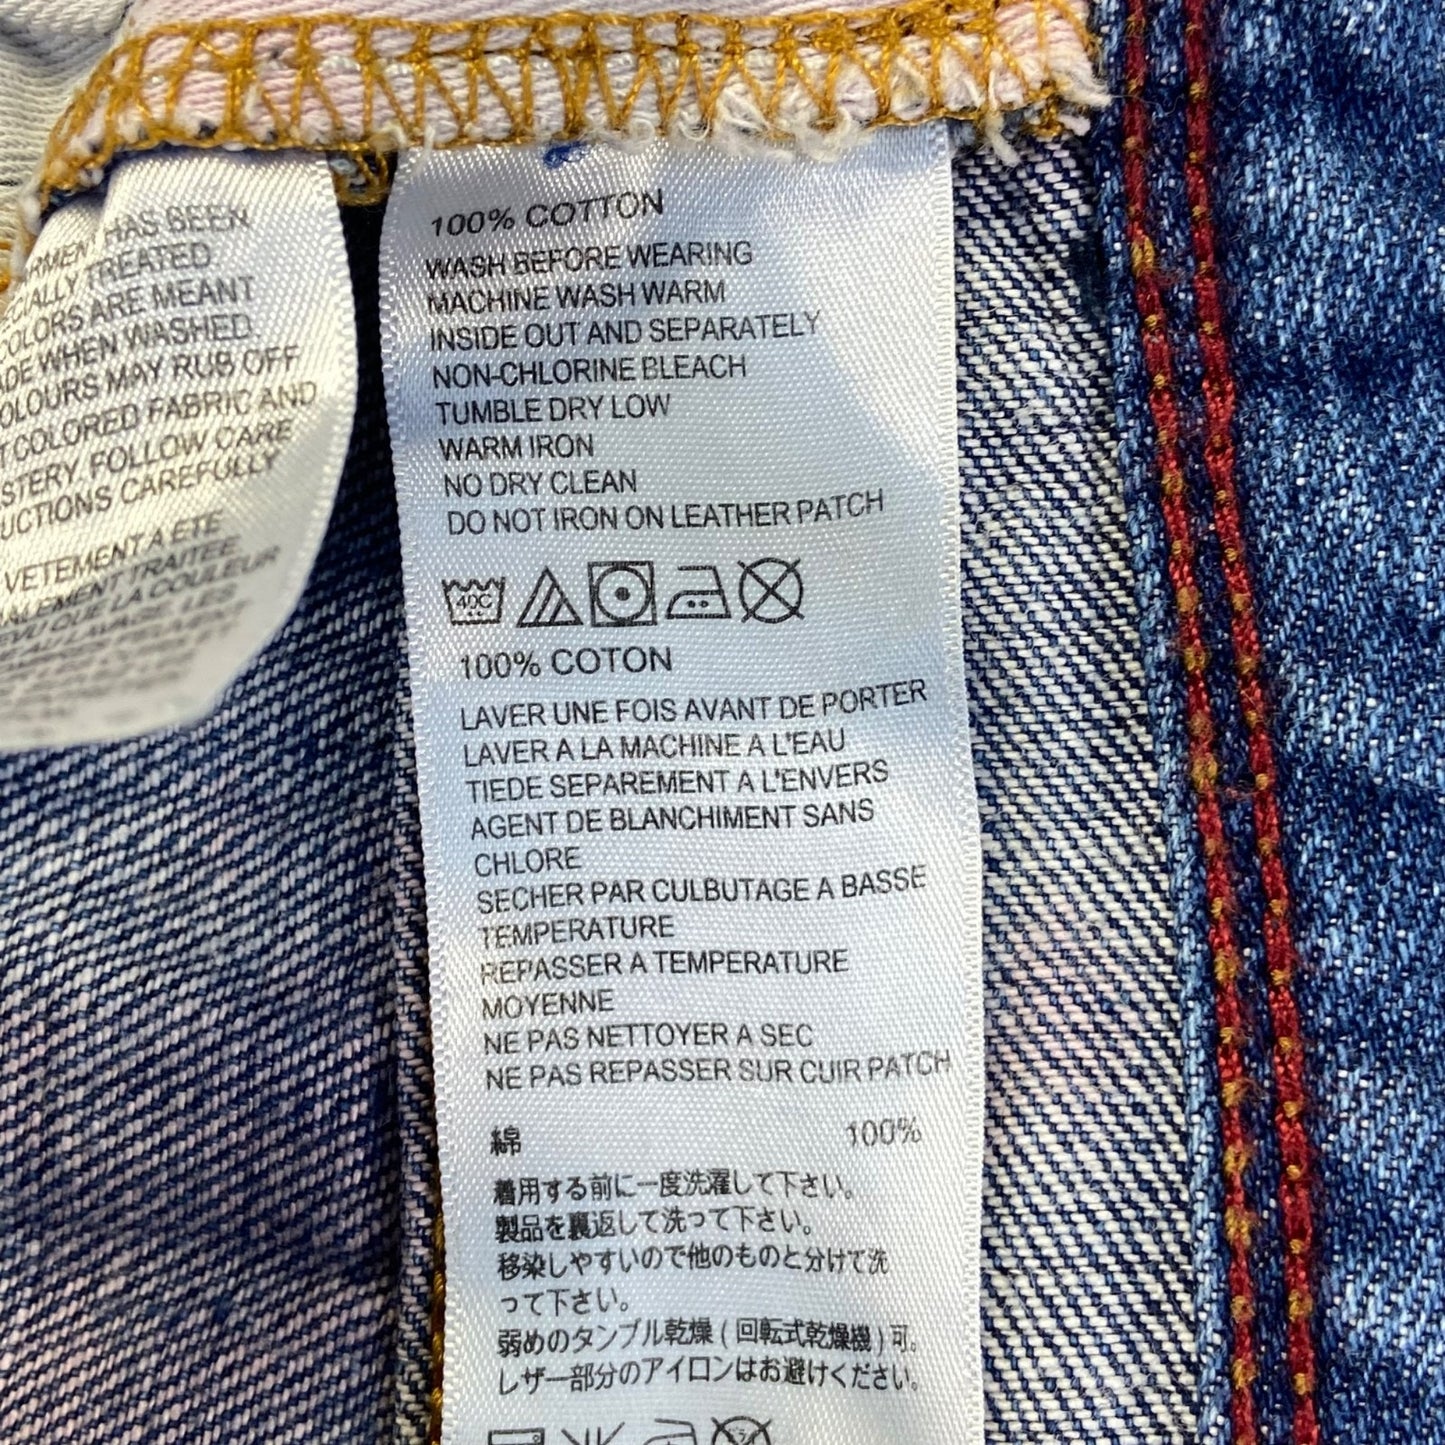 HAS BEEN
TREATED
COLORS ARE MEANT
WHEN WASHED
MAY RUB OFF
COLORED FABRIC AND
FOLLOW CARE
CAREFULLY
VETEMENT A ETE
TRAITEE
QUE LA COULEUR
100% COTTON
WASH BEFORE WEARING
MACHINE WASH WARM
INSIDE OUT AND SEPARATELY
NON-CHLORINE BLEACH
TUMBLE DRY LOW
WARM IRON
NO DRY CLEAN
DO NOT IRON ON LEATHER PATCH
40C
100% COTON
LAVER UNE FOIS AVANT DE PORTER
LAVER A LA MACHINE A L'EAU
TIEDE SEPAREMENT A L'ENVERS
AGENT DE BLANCHIMENT SANS
CHLORE
SECHER PAR CULBUTAGE A BASSE
TEMPERATURE
REPASSER A TEMPERATURE
MOYENNE
NE PAS NETTOYER A SEC
NE PAS REPASSER SUR CUIR PATCH
綿 100%
着用する前に一度洗濯して下さい。
製品を裏返して洗って下さい。
移染しやすいので他のものと分けて洗
って下さい。
弱めのタンブル乾燥(回転式乾燥機)可。
レザー部分のアイロンはお避けください。